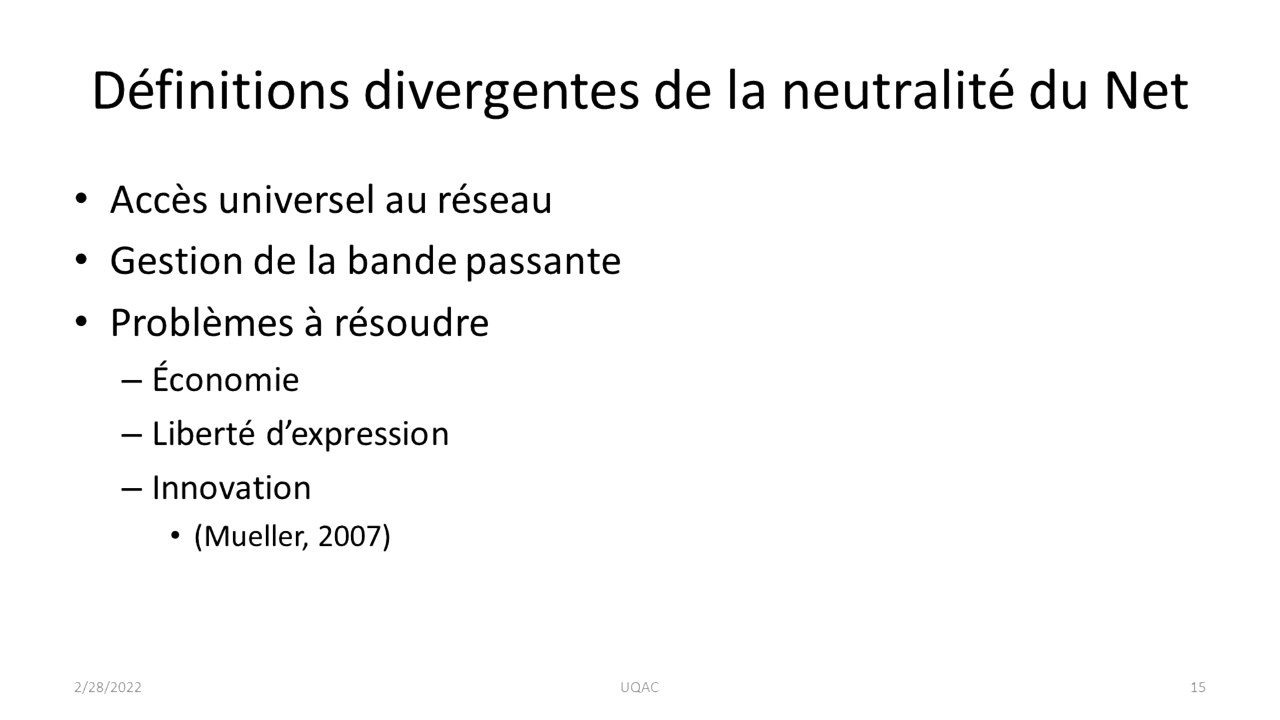 Définitions divergentes de la neutralité du Net
• Accès universel au réseau
• Gestion de la bande passante
• Problèmes à résoudre
– Économie
– Liberté d’expression
– Innovation
• (Mueller, 2007)
2/28/2022
UQAC
15